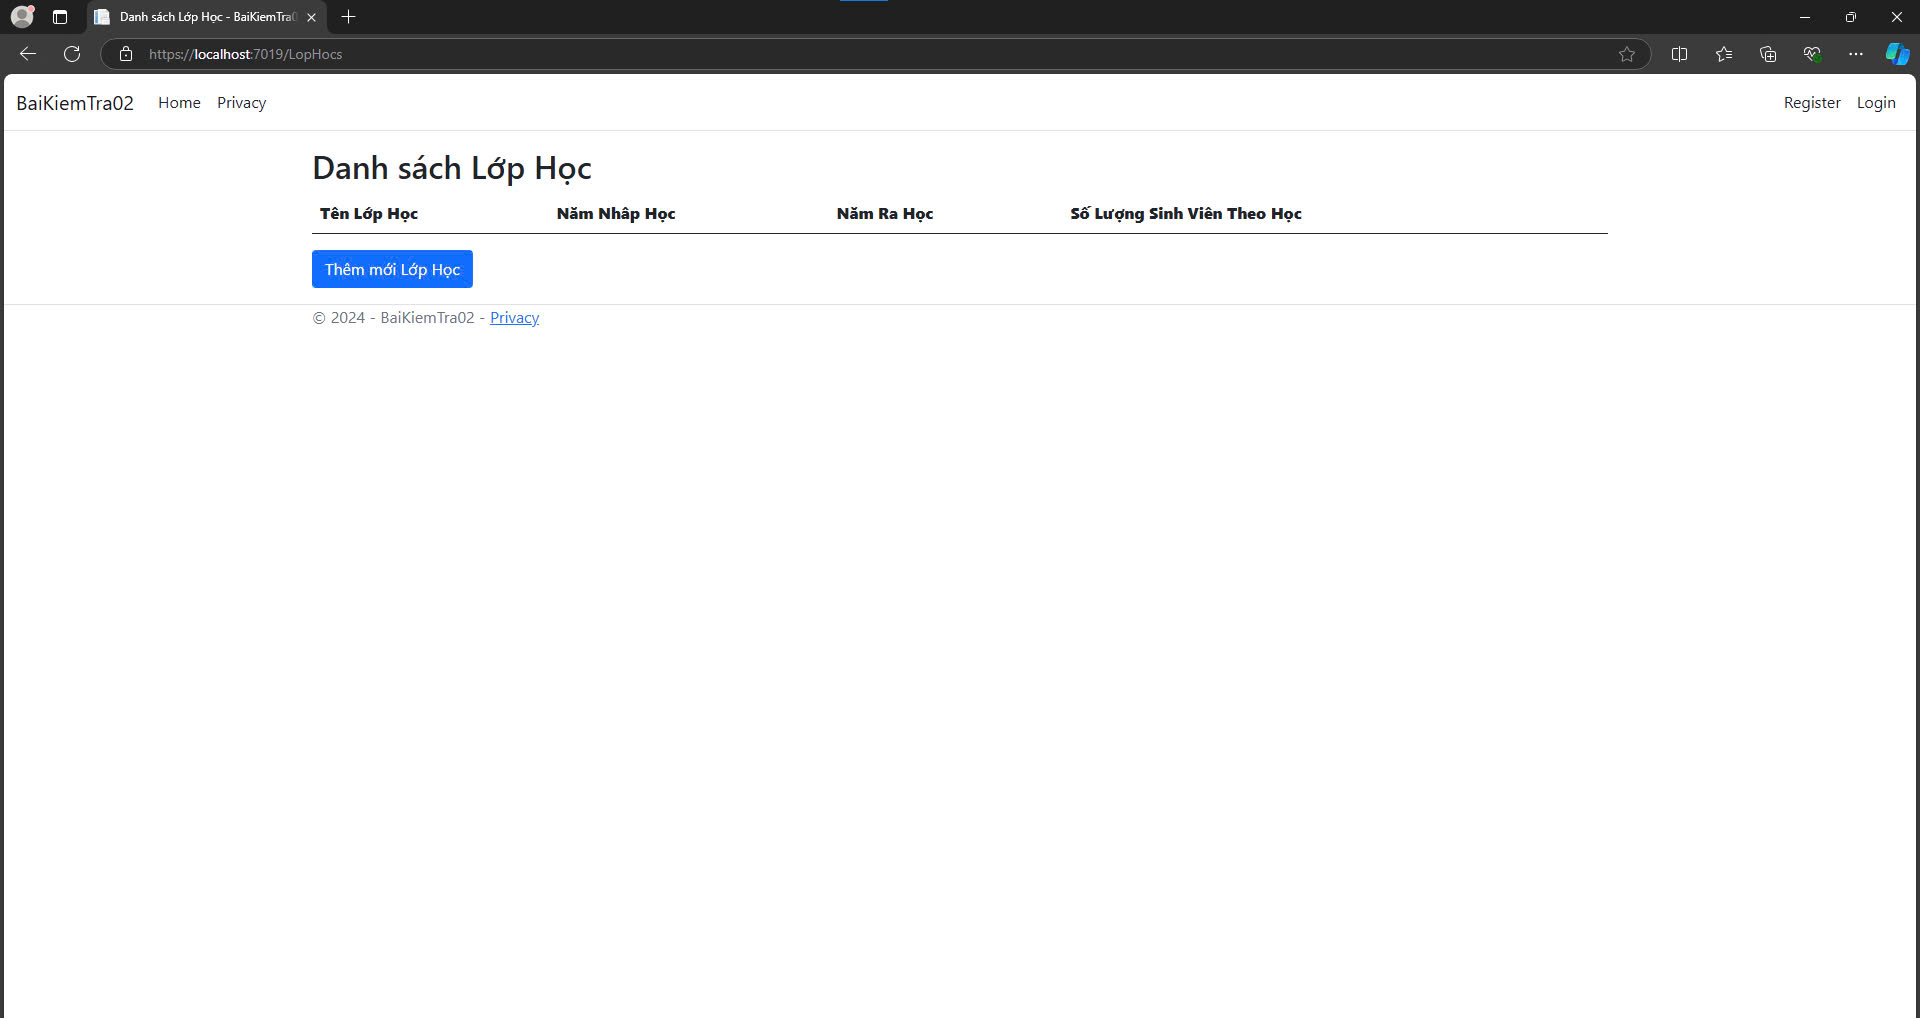 Danh sách Lớp Học - BaiKiemTra0
https://localhost:7019/LopHocs
BaiKiemTra02 Home Privacy Register Login
Danh sách Lớp Học
Tên Lớp Học Năm Nhâp Học Năm Ra Học Số Lượng Sinh Viên Theo Học
Thêm mới Lớp Học
© 2024 - BaiKiemTra02 - Privacy